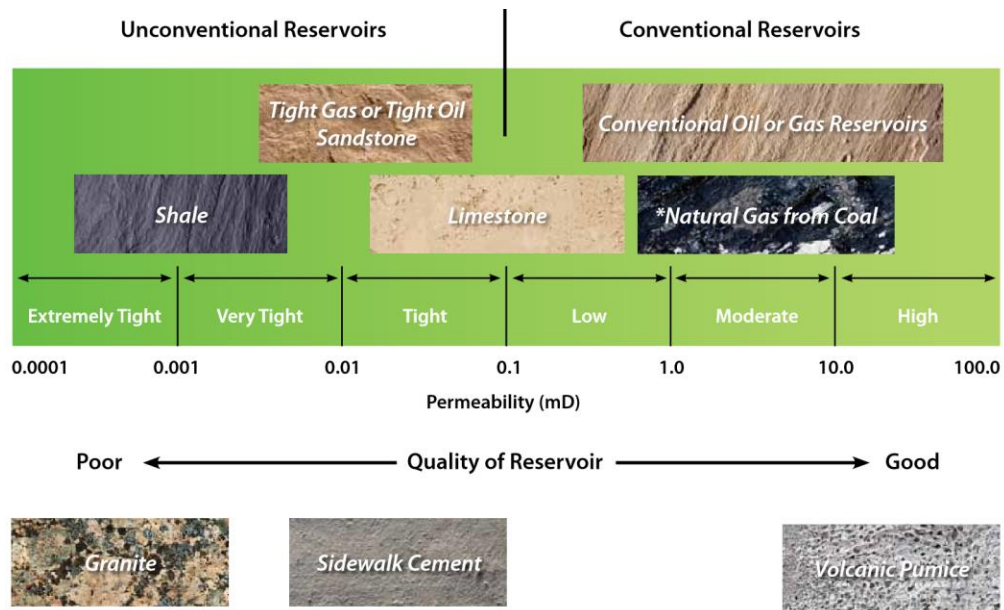 Unconventional Reservoirs
Conventional Reservoirs
Tight Gas or Tight Oil
Sandstone
Conventional Oil or Gas Reservoirs
Shale
Limestone
*Natural Gas from Coal
Extremely Tight
Very Tight
Tight
Low
Moderate
High
0.0001
0.001
0.01
0.1
1.0
10.0
100.0
Permeability (mD)
Poor
Quality of Reservoir
Good
Granite
Sidewalk Cement
Volcanic Pumice